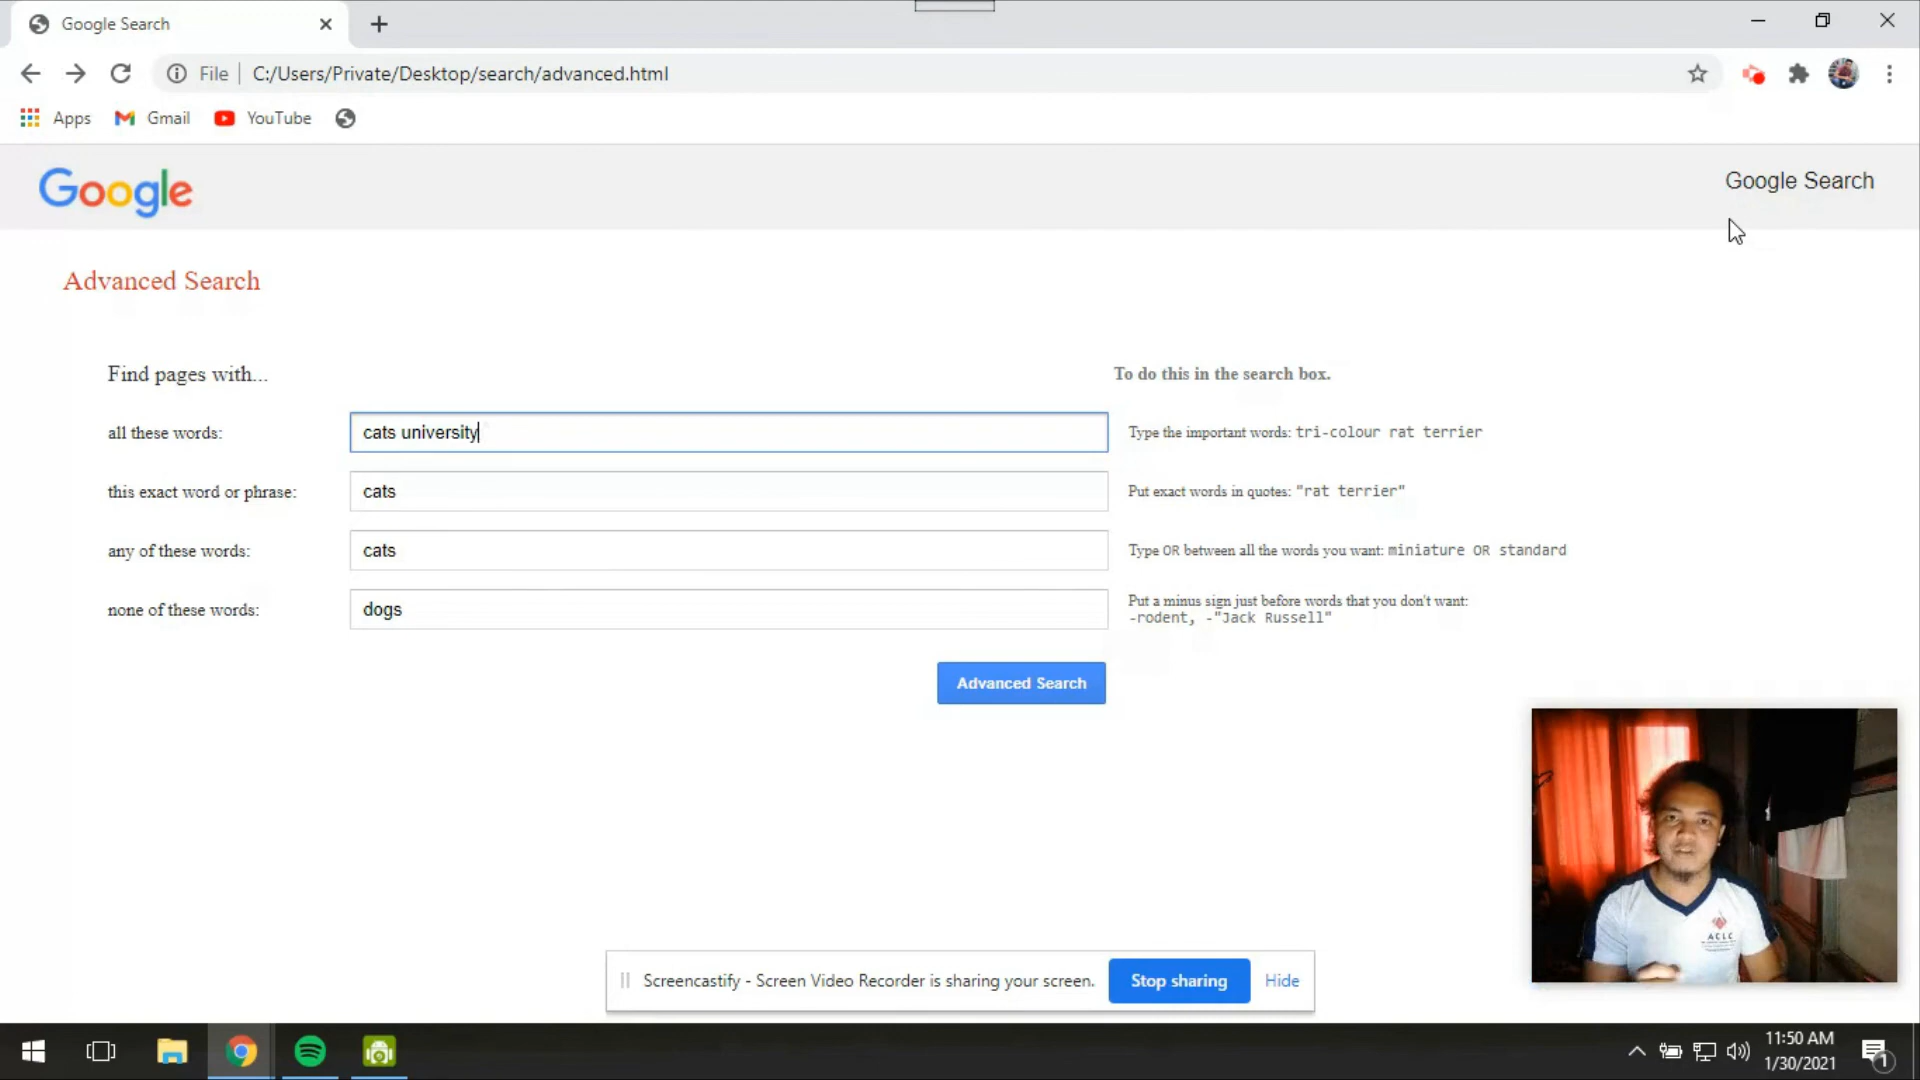 Google Search
File
C:/Users/Private/Desktop/search/advanced.html
Apps
Gmail
YouTube
Google
Google Search
Advanced Search
Find pages with...
To do this in the search box.
all these words:
cats university
Type the important words: tri-colour rat terrier
this exact word or phrase:
cats
Put exact words in quotes: "rat terrier"
any of these words:
cats
Type OR between all the words you want: miniature OR standard
none of these words:
dogs
Put a minus sign just before words that you don't want:
-rodent, -"Jack Russell"
Advanced Search
ACLC
Screencastify - Screen Video Recorder is sharing your screen.
Stop sharing
Hide
11:50 AM
1/30/2021
1